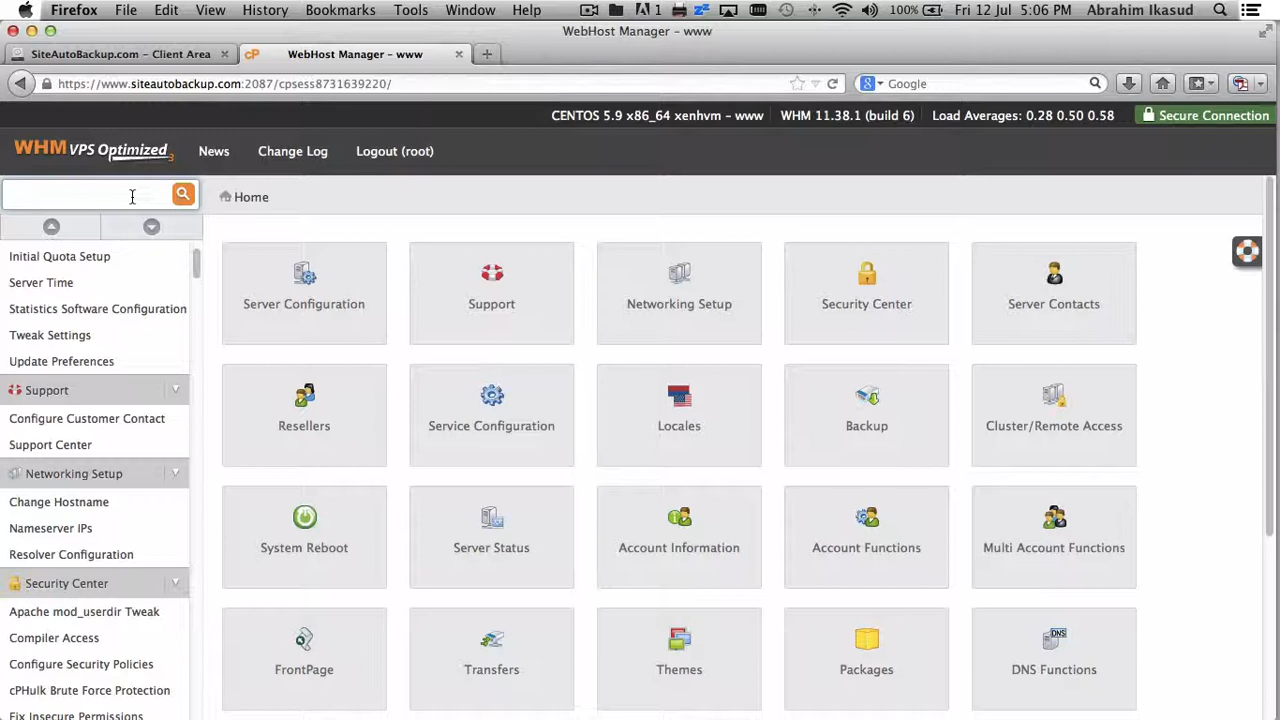 Firefox File Edit View History Bookmarks Tools Window Help 1 100% Fri 12 Jul 5:06 PM Abrahim Ikasud
WebHost Manager - www
SiteAutoBackup.com - Client Area
cP WebHost Manager - www
https://www.siteautobackup.com:2087/cpsess8731639220/
Google
CENTOS 5.9 x86_64 xenhvm - www WHM 11.38.1 (build 6) Load Averages: 0.28 0.50 0.58 Secure Connection
WHM VPS Optimized 3
News Change Log Logout (root)
Home
Initial Quota Setup
Server Time
Statistics Software Configuration
Tweak Settings
Update Preferences
Support
Configure Customer Contact
Support Center
Networking Setup
Change Hostname
Nameserver IPs
Resolver Configuration
Security Center
Apache mod_userdir Tweak
Compiler Access
Configure Security Policies
cPHulk Brute Force Protection
Fix Insecure Permissions
Server Configuration
Support
Networking Setup
Security Center
Server Contacts
Resellers
Service Configuration
Locales
Backup
Cluster/Remote Access
System Reboot
Server Status
Account Information
Account Functions
Multi Account Functions
FrontPage
Transfers
Themes
Packages
DNS
DNS Functions